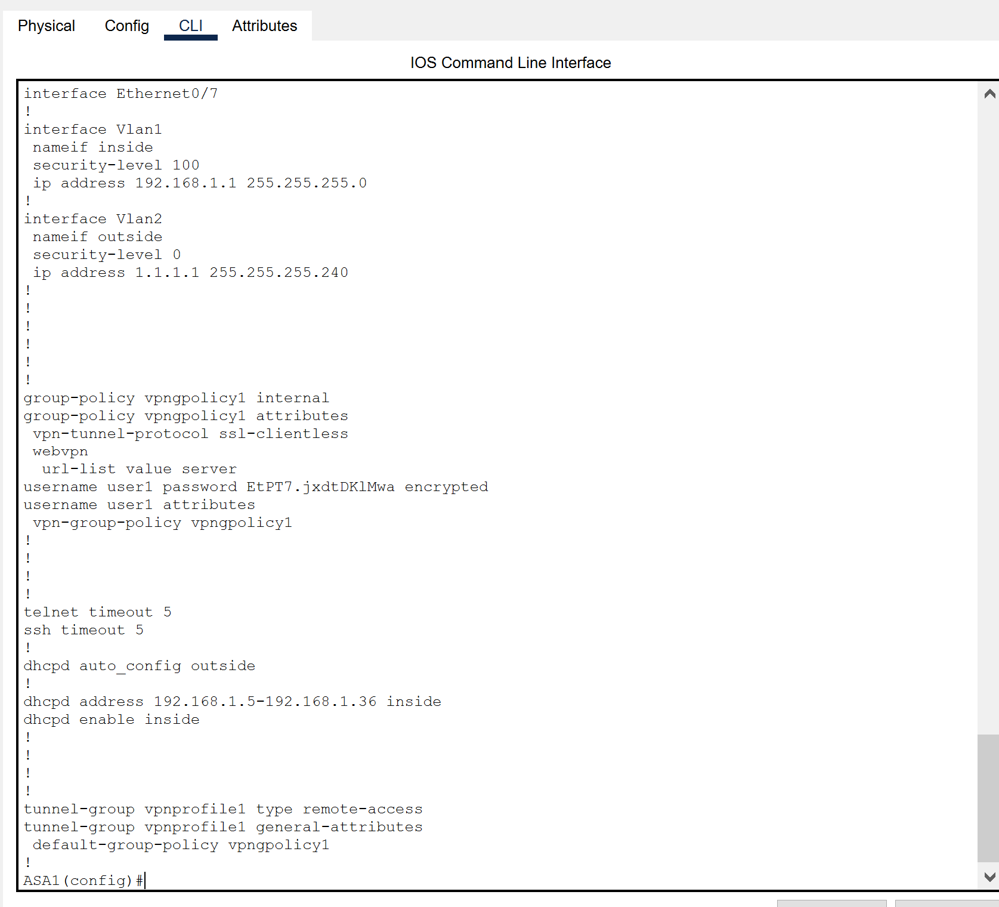 Physical Config CLI Attributes
IOS Command Line Interface
interface Ethernet0/7
!
interface Vlan1
 nameif inside
 security-level 100
 ip address 192.168.1.1 255.255.255.0
!
interface Vlan2
 nameif outside
 security-level 0
 ip address 1.1.1.1 255.255.255.240
!
!
!
!
!
!
group-policy vpngpolicy1 internal
group-policy vpngpolicy1 attributes
 vpn-tunnel-protocol ssl-clientless
 webvpn
  url-list value server
username user1 password EtPT7.jxdtDKlMwa encrypted
username user1 attributes
 vpn-group-policy vpngpolicy1
!
!
!
!
telnet timeout 5
ssh timeout 5
!
dhcpd auto_config outside
!
dhcpd address 192.168.1.5-192.168.1.36 inside
dhcpd enable inside
!
!
!
!
tunnel-group vpnprofile1 type remote-access
tunnel-group vpnprofile1 general-attributes
 default-group-policy vpngpolicy1
!
ASA1(config)#